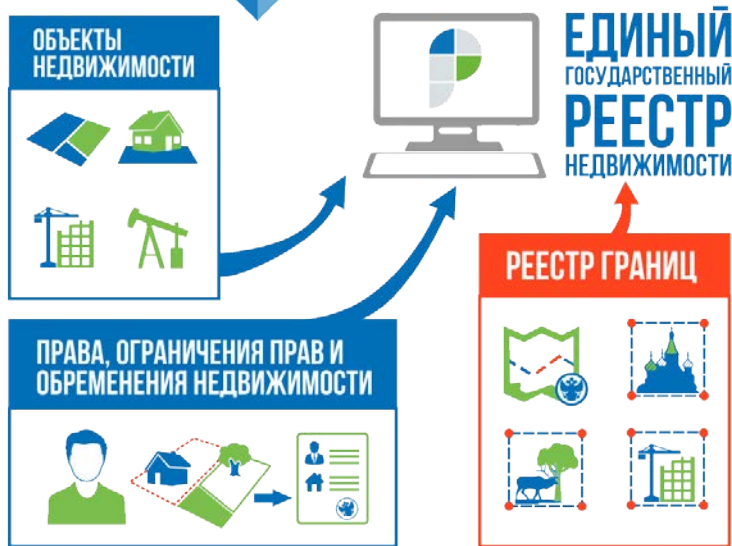 ОБЪЕКТЫ
НЕДВИЖИМОСТИ
ЕДИНЫЙ
ГОСУДАРСТВЕННЫЙ
РЕЕСТР
НЕДВИЖИМОСТИ
РЕЕСТР ГРАНИЦ
ПРАВА, ОГРАНИЧЕНИЯ ПРАВ И
ОБРЕМЕНЕНИЯ НЕДВИЖИМОСТИ